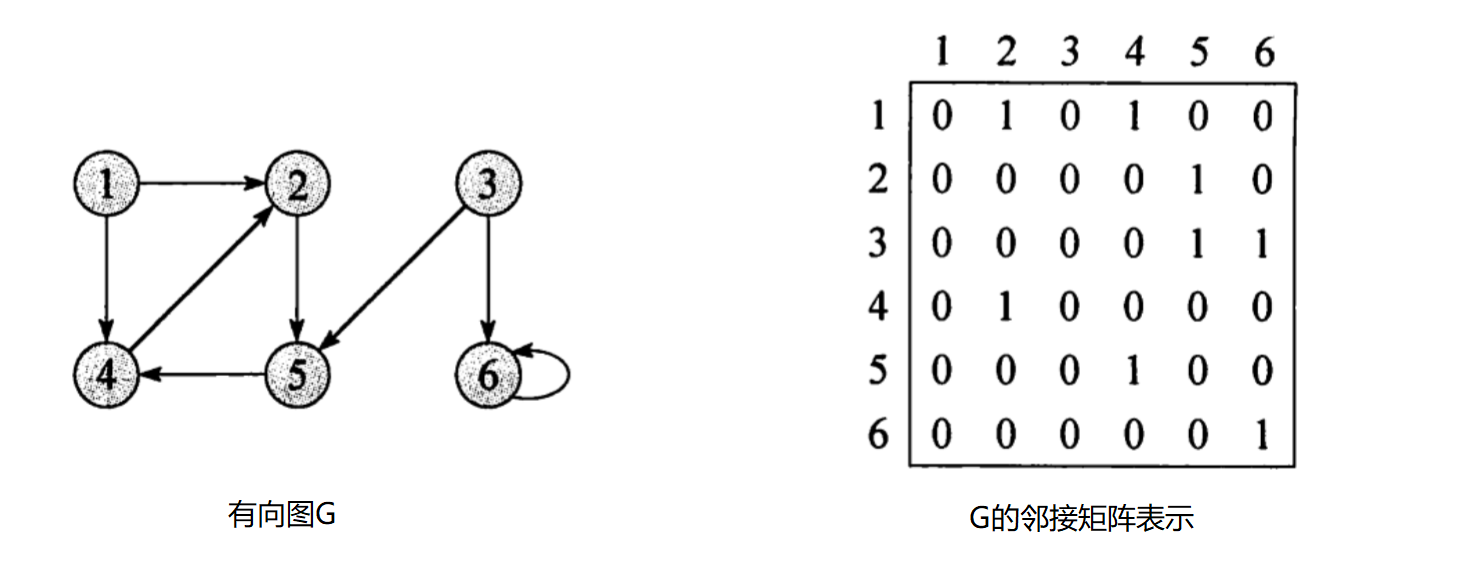 1 2 3
4 5 6
有向图G
1 2 3 4 5 6
1 0 1 0 1 0 0
2 0 0 0 0 1 0
3 0 0 0 0 1 1
4 0 1 0 0 0 0
5 0 0 0 1 0 0
6 0 0 0 0 0 1
G的邻接矩阵表示